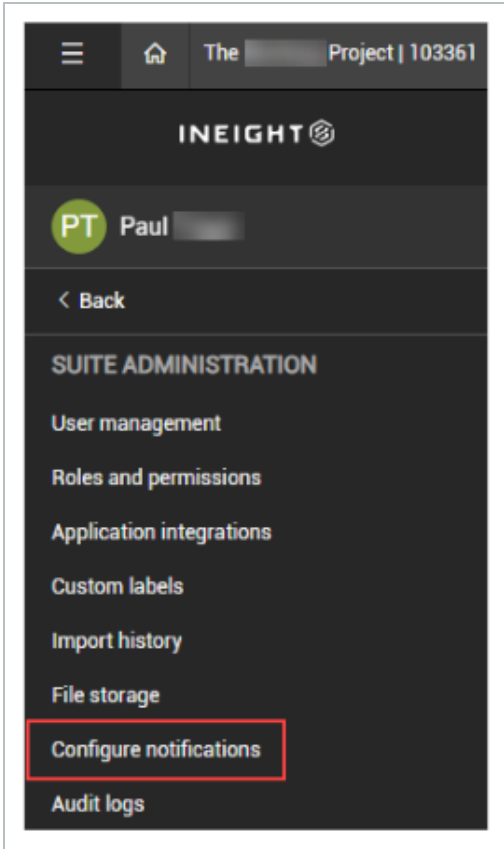 The Project | 103361
INEIGHT
PT Paul
< Back
SUITE ADMINISTRATION
User management
Roles and permissions
Application integrations
Custom labels
Import history
File storage
Configure notifications
Audit logs